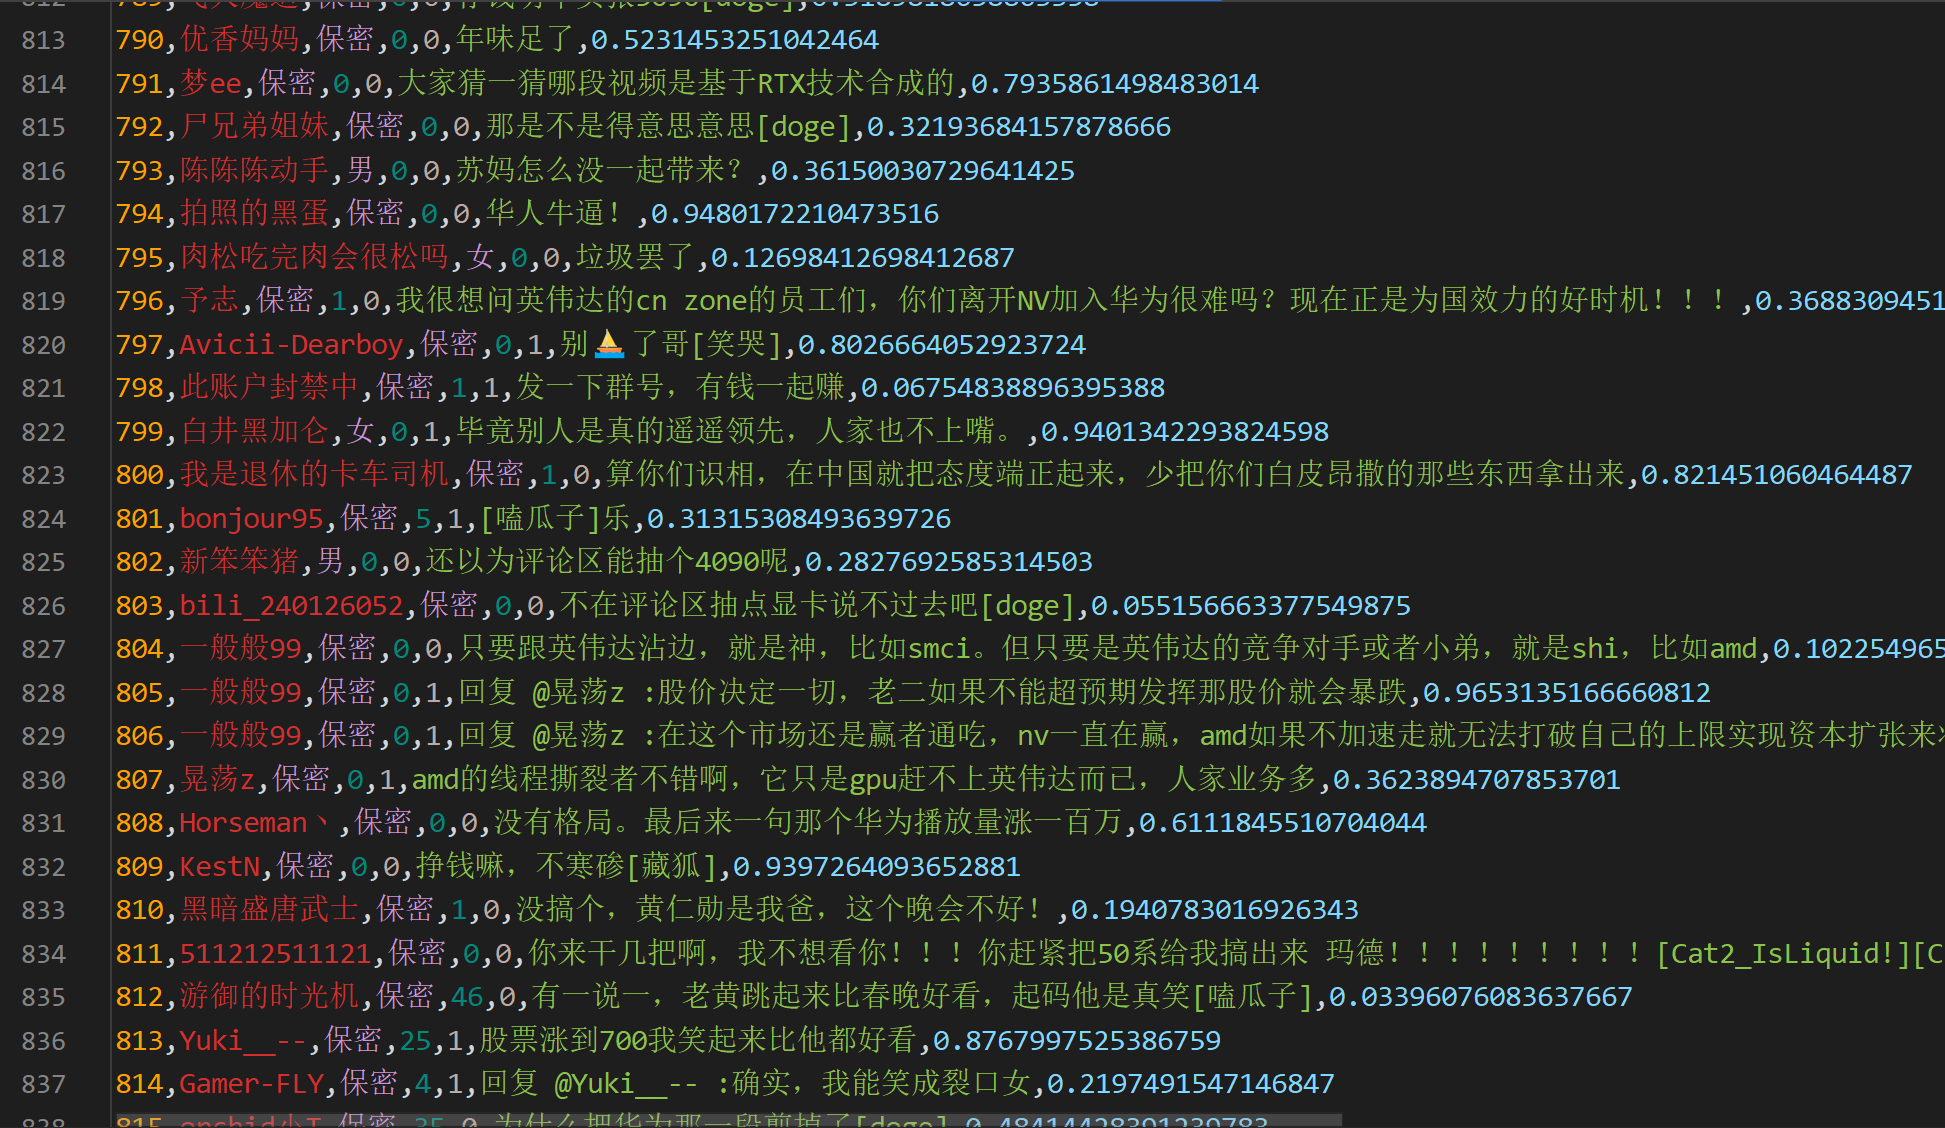 813 790,优香妈妈,保密,0,0,年味足了,0.5231453251042464
814 791,梦ee,保密,0,0,大家猜一猜哪段视频是基于RTX技术合成的,0.7935861498483014
815 792,尸兄弟姐妹,保密,0,0,那是不是得意思意思[doge],0.32193684157878666
816 793,陈陈陈动手,男,0,0,苏妈怎么没一起带来？,0.36150030729641425
817 794,拍照的黑蛋,保密,0,0,华人牛逼！,0.9480172210473516
818 795,肉松吃完肉会很松吗,女,0,0,垃圾罢了,0.12698412698412687
819 796,予志,保密,1,0,我很想问英伟达的cn zone的员工们，你们离开NV加入华为很难吗？现在正是为国效力的好时机！！！,0.3688309451
820 797,Avicii-Dearboy,保密,0,1,别⛵了哥[笑哭],0.8026664052923724
821 798,此账户封禁中,保密,1,1,发一下群号，有钱一起赚,0.06754838896395388
822 799,白井黑加仑,女,0,1,毕竟别人是真的遥遥领先，人家也不上嘴。,0.9401342293824598
823 800,我是退休的卡车司机,保密,1,0,算你们识相，在中国就把态度端正起来，少把你们白皮昂撒的那些东西拿出来,0.821451060464487
824 801,bonjour95,保密,5,1,[嗑瓜子]乐,0.31315308493639726
825 802,新笨笨猪,男,0,0,还以为评论区能抽个4090呢,0.2827692585314503
826 803,bili_240126052,保密,0,0,不在评论区抽点显卡说不过去吧[doge],0.055156663377549875
827 804,一般般99,保密,0,0,只要跟英伟达沾边，就是神，比如smci。但只要是英伟达的竞争对手或者小弟，就是shi，比如amd,0.102254965
828 805,一般般99,保密,0,1,回复 @晃荡z :股价决定一切，老二如果不能超预期发挥那股价就会暴跌,0.9653135166660812
829 806,一般般99,保密,0,1,回复 @晃荡z :在这个市场还是赢者通吃，nv一直在赢，amd如果不加速走就无法打破自己的上限实现资本扩张来
830 807,晃荡z,保密,0,1,amd的线程撕裂者不错啊，它只是gpu赶不上英伟达而已，人家业务多,0.3623894707853701
831 808,Horseman丶,保密,0,0,没有格局。最后来一句那个华为播放量涨一百万,0.6111845510704044
832 809,KestN,保密,0,0,挣钱嘛，不寒碜[藏狐],0.9397264093652881
833 810,黑暗盛唐武士,保密,1,0,没搞个，黄仁勋是我爸，这个晚会不好！,0.1940783016926343
834 811,511212511121,保密,0,0,你来干几把啊，我不想看你！！！你赶紧把50系给我搞出来 玛德！！！！！！！！！[Cat2_IsLiquid!][C
835 812,游御的时光机,保密,46,0,有一说一，老黄跳起来比春晚好看，起码他是真笑[嗑瓜子],0.03396076083637667
836 813,Yuki__--,保密,25,1,股票涨到700我笑起来比他都好看,0.8767997525386759
837 814,Gamer-FLY,保密,4,1,回复 @Yuki__-- :确实，我能笑成裂口女,0.2197491547146847